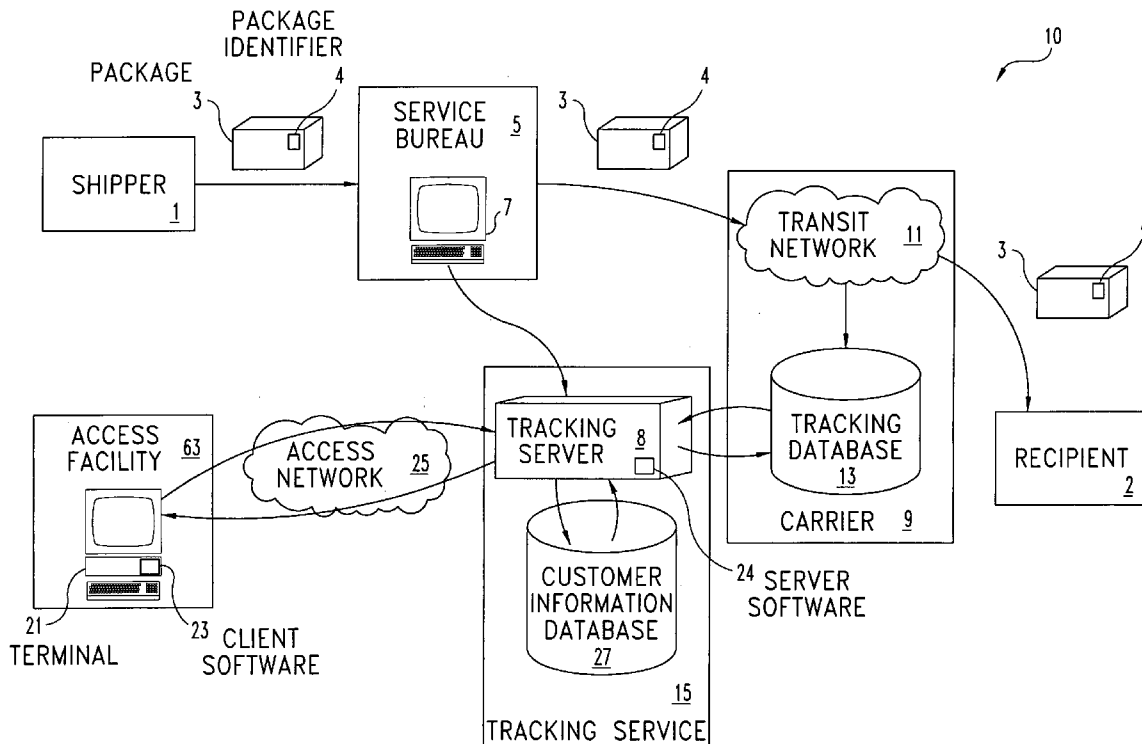 PACKAGE
IDENTIFIER
PACKAGE
10
3
4
SERVICE
BUREAU
5
3
4
SHIPPER
1
7
TRANSIT
NETWORK
11
3
ACCESS
FACILITY
63
ACCESS
NETWORK
25
TRACKING
SERVER
8
TRACKING
DATABASE
13
RECIPIENT
2
CARRIER
9
CUSTOMER
INFORMATION
DATABASE
27
24
SERVER
SOFTWARE
21
TERMINAL
23
CLIENT
SOFTWARE
15
TRACKING SERVICE